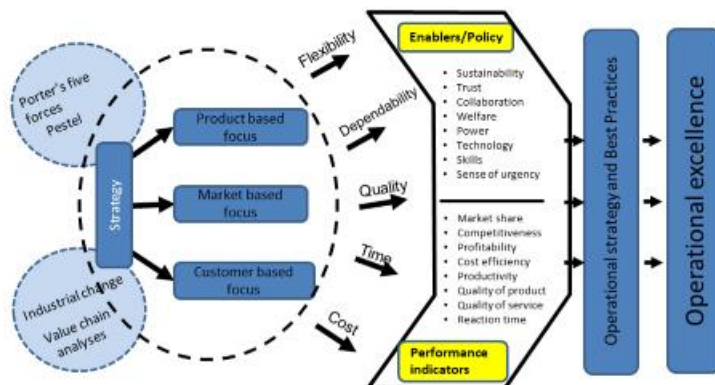 Porter's five
forces
Pestel
Strategy
Industrial change
Value chain
analyses
Product based
focus
Market based
focus
Customer based
focus
Flexibility
Dependability
Quality
Time
Cost
Enablers/Policy
• Sustainability
• Trust
• Collaboration
• Welfare
• Power
• Technology
• Skills
• Sense of urgency
• Market share
• Competitiveness
• Profitability
• Cost efficiency
• Productivity
• Quality of product
• Quality of service
• Reaction time
Performance
indicators
Operational strategy and Best Practices
Operational excellence